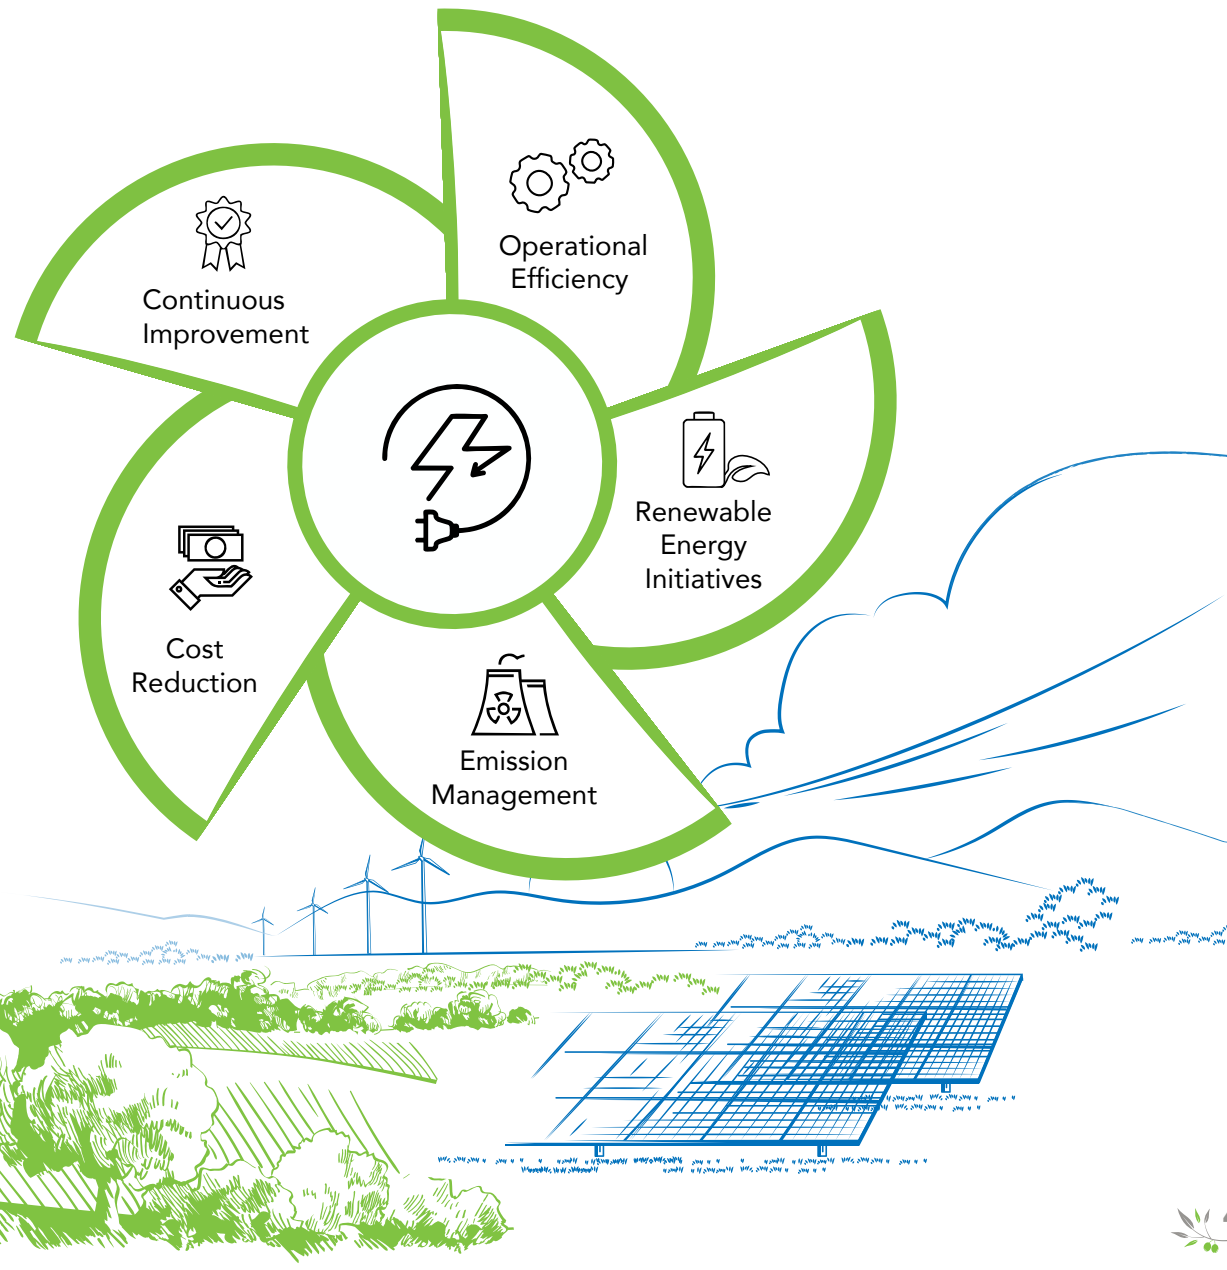 Operational
Efficiency
Continuous
Improvement
Renewable
Energy
Initiatives
Cost
Reduction
Emission
Management